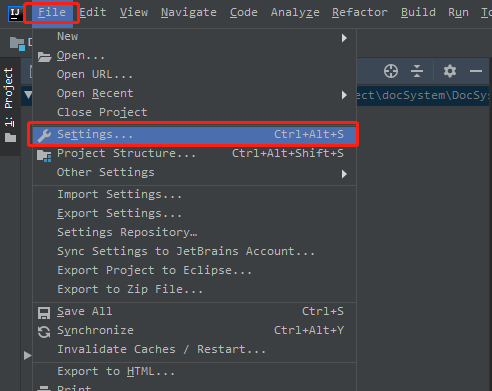 IJ File Edit View Navigate Code Analyze Refactor Build Run To
D
New
Open...
Open URL...
Open Recent
ect\docSystem\DocSy
Close Project
1: Project
Settings... Ctrl+Alt+S
Project Structure... Ctrl+Alt+Shift+S
Other Settings
Import Settings...
Export Settings...
Settings Repository...
Sync Settings to JetBrains Account...
Export Project to Eclipse...
Export to Zip File...
Save All Ctrl+S
Synchronize Ctrl+Alt+Y
Invalidate Caches / Restart...
Export to HTML...
Print